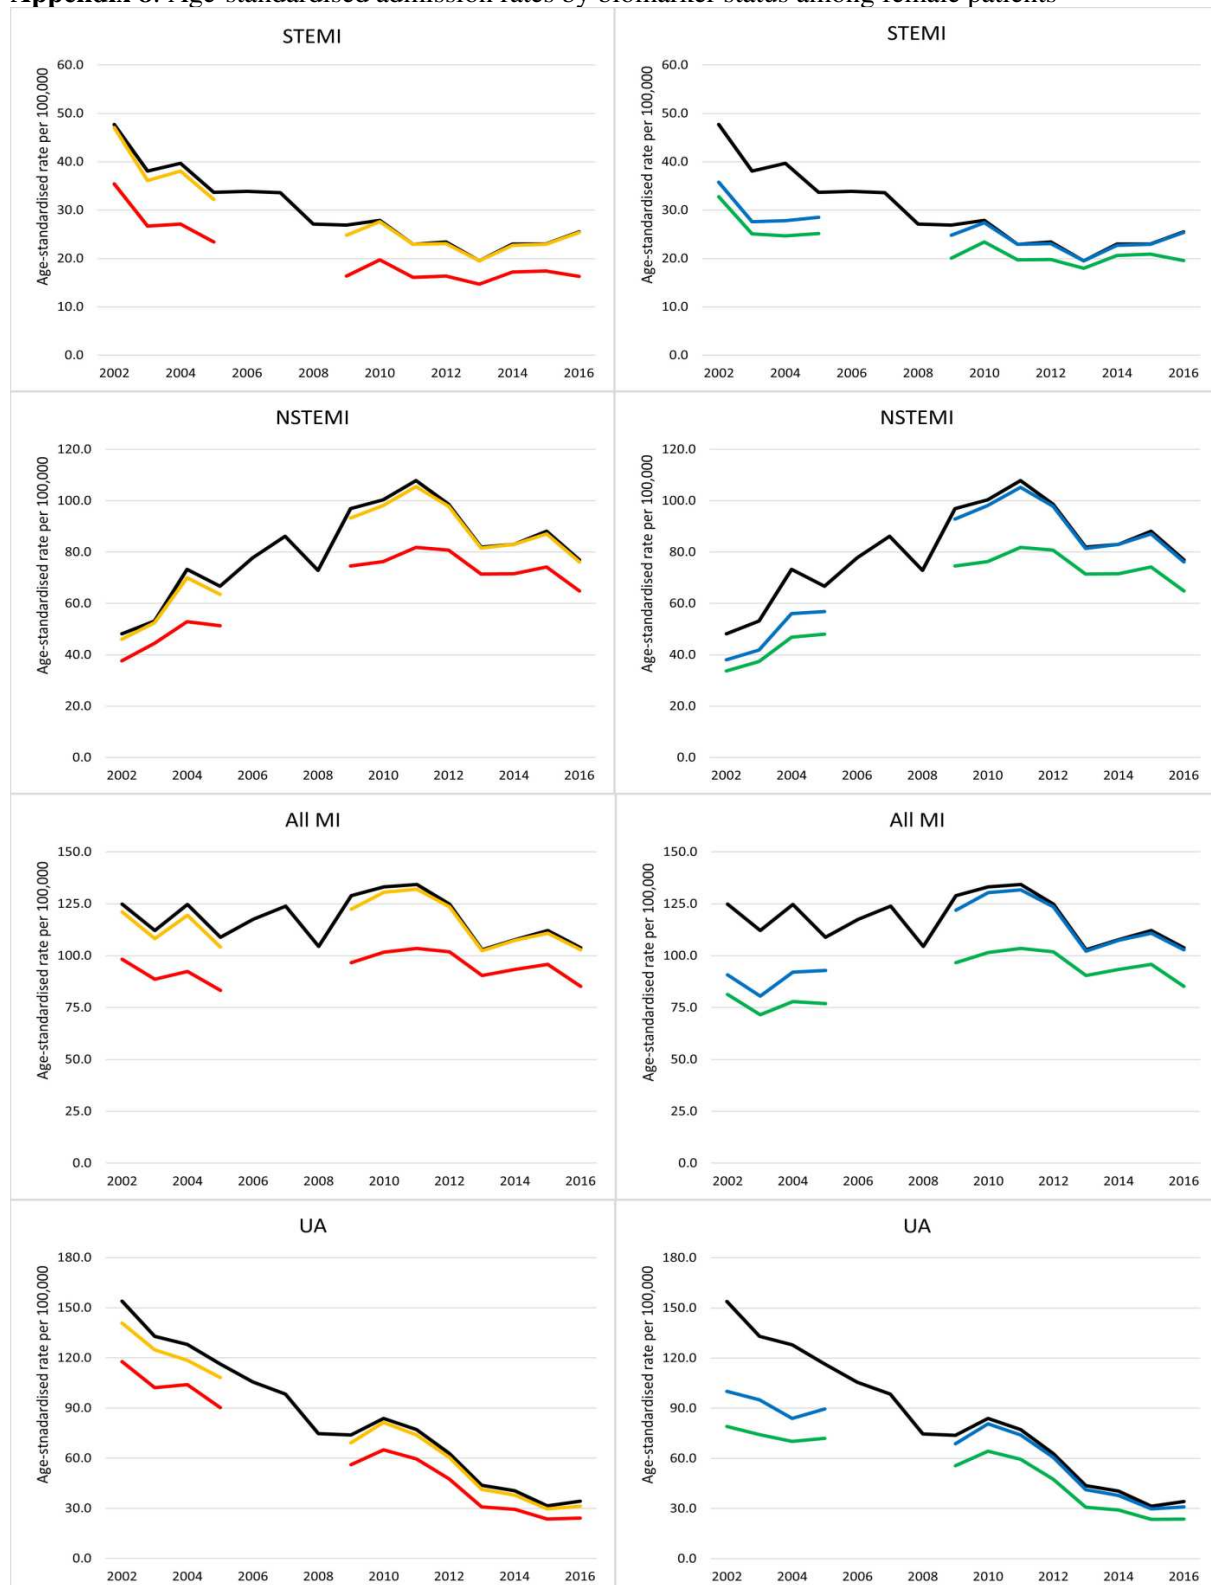 Appendix Age-standardised admission rates by biomarker status among female patients
STEMI
Age-standardised rate per 100,000
60.0
50.0
40.0
30.0
20.0
10.0
0.0
2002 2004 2006 2008 2010 2012 2014 2016
STEMI
Age-standardised rate per 100,000
60.0
50.0
40.0
30.0
20.0
10.0
0.0
2002 2004 2006 2008 2010 2012 2014 2016
NSTEMI
Age-standardised rate per 100,000
120.0
100.0
80.0
60.0
40.0
20.0
0.0
2002 2004 2006 2008 2010 2012 2014 2016
NSTEMI
Age-standardised rate per 100,000
120.0
100.0
80.0
60.0
40.0
20.0
0.0
2002 2004 2006 2008 2010 2012 2014 2016
All MI
Age-standardised rate per 100,000
150.0
125.0
100.0
75.0
50.0
25.0
0.0
2002 2004 2006 2008 2010 2012 2014 2016
All MI
Age-standardised rate per 100,000
150.0
125.0
100.0
75.0
50.0
25.0
0.0
2002 2004 2006 2008 2010 2012 2014 2016
UA
Age-stnadardised rate per 100,000
180.0
150.0
120.0
90.0
60.0
30.0
0.0
2002 2004 2006 2008 2010 2012 2014 2016
UA
Age-standardised rate per 100,000
180.0
150.0
120.0
90.0
60.0
30.0
0.0
2002 2004 2006 2008 2010 2012 2014 2016